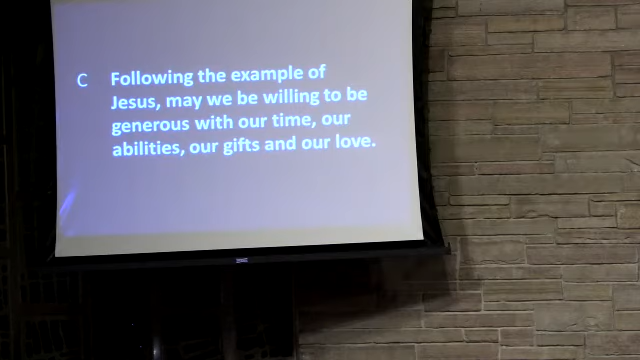 C Following the example of
Jesus, may we be willing to be
generous with our time, our
abilities, our gifts and our love.